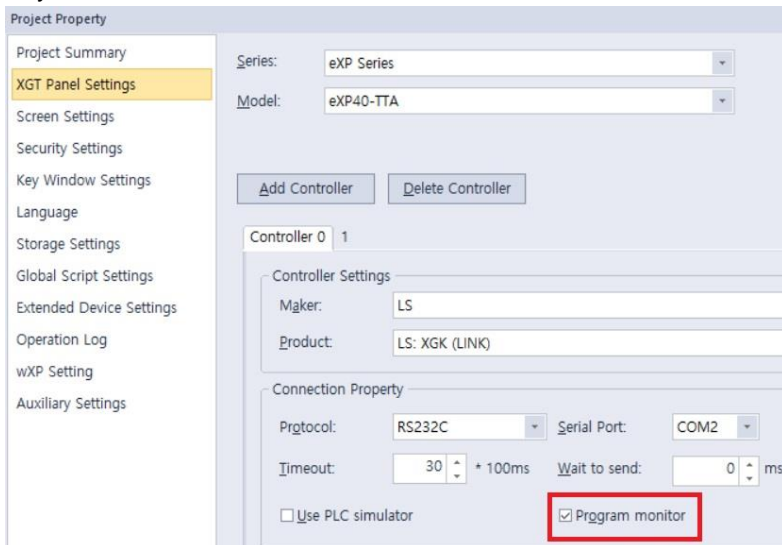 Project Property
Project Summary
XGT Panel Settings
Screen Settings
Security Settings
Key Window Settings
Language
Storage Settings
Global Script Settings
Extended Device Settings
Operation Log
wXP Setting
Auxiliary Settings
Series: eXP Series
Model: eXP40-TTA
Add Controller Delete Controller
Controller 0 1
Controller Settings
Maker: LS
Product: LS: XGK (LINK)
Connection Property
Protocol: RS232C Serial Port: COM2
Timeout: 30 * 100ms Wait to send: 0 ms
Use PLC simulator Program monitor